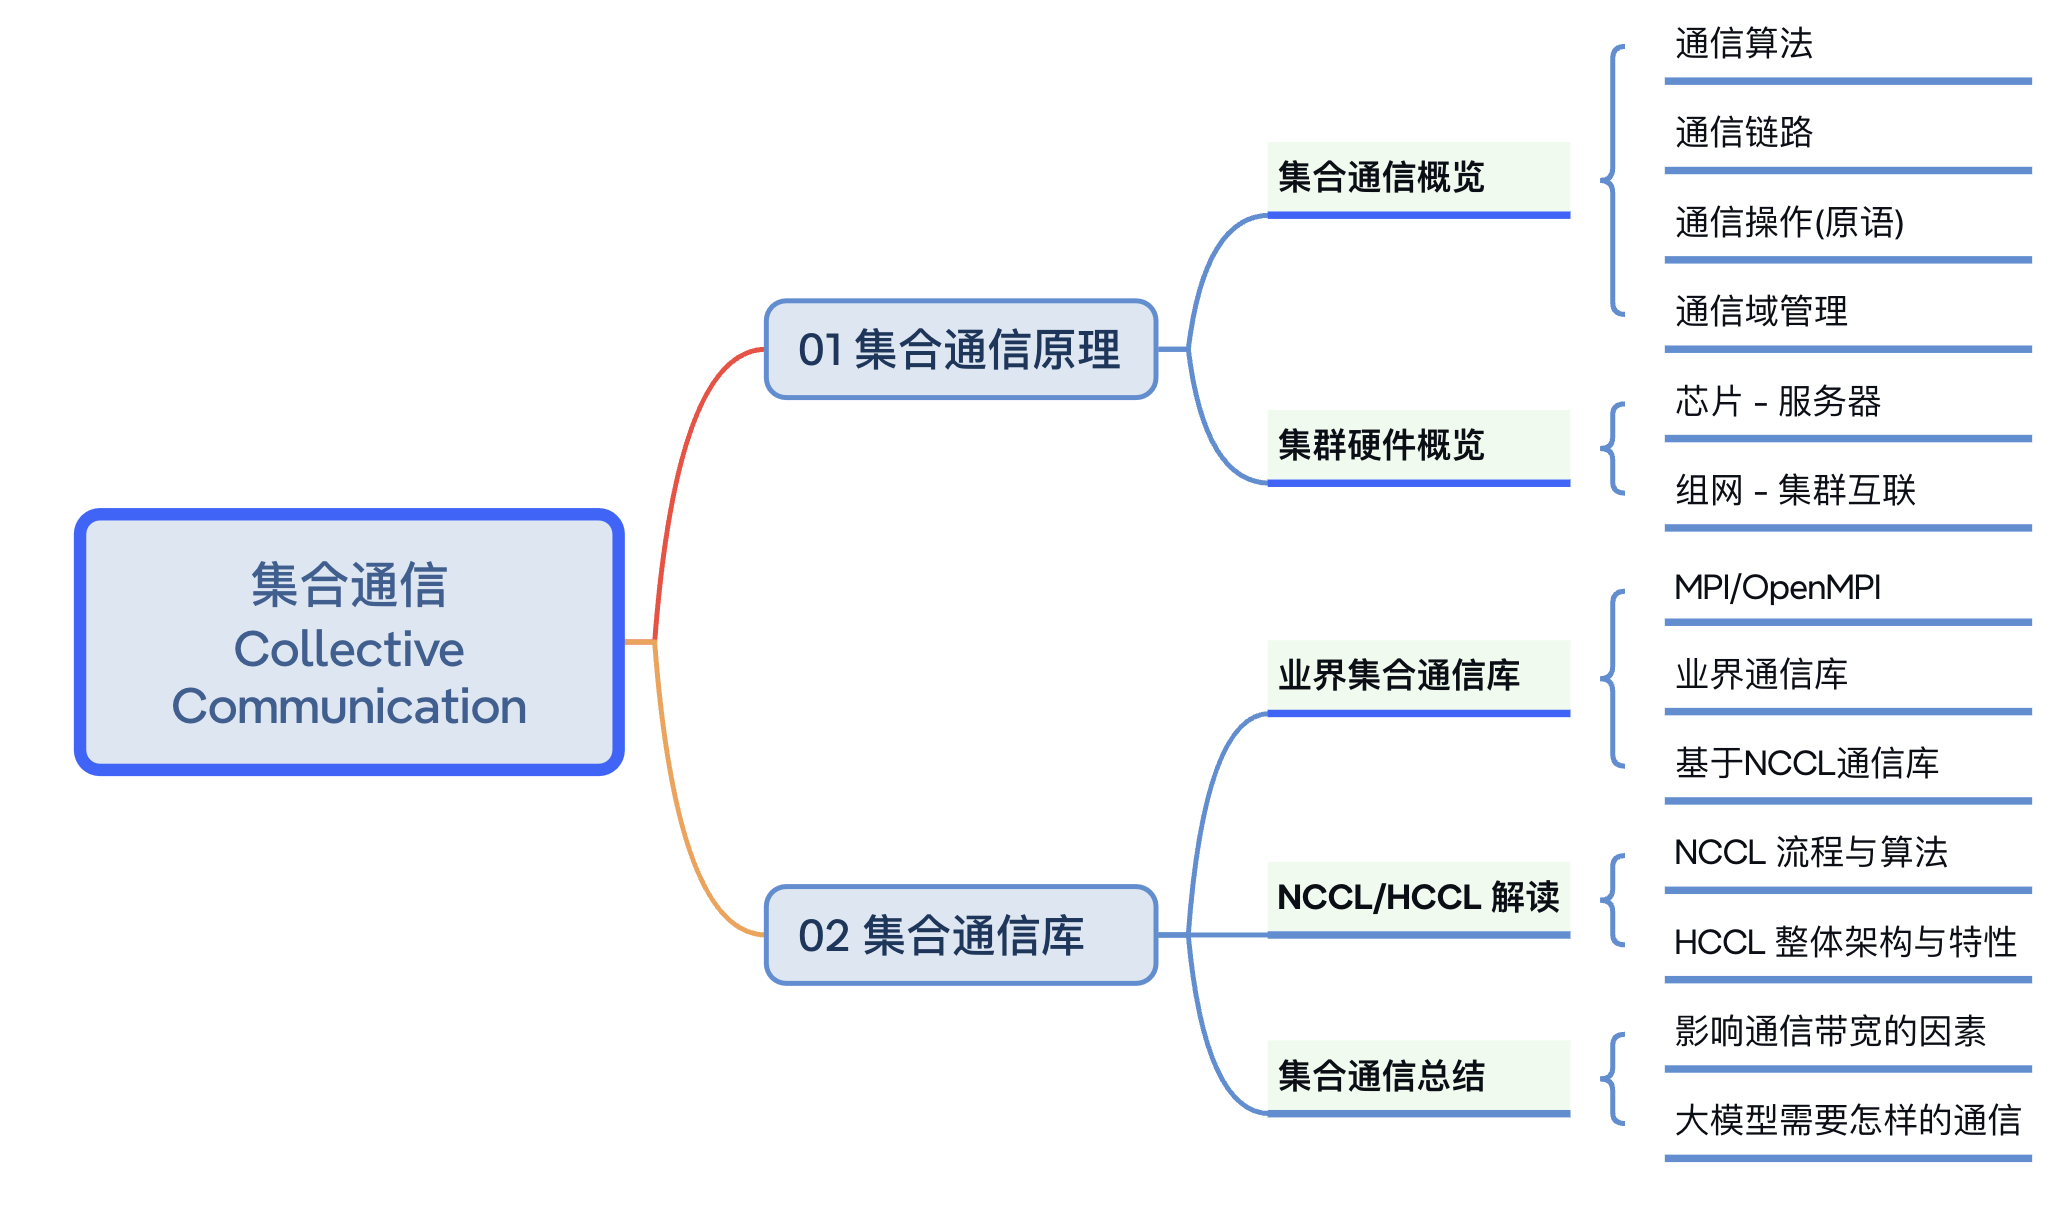 集合通信
Collective
Communication
01 集合通信原理
集合通信概览
通信算法
通信链路
通信操作(原语)
通信域管理
集群硬件概览
芯片 - 服务器
组网 - 集群互联
02 集合通信库
业界集合通信库
MPI/OpenMPI
业界通信库
基于NCCL通信库
NCCL/HCCL 解读
NCCL 流程与算法
HCCL 整体架构与特性
集合通信总结
影响通信带宽的因素
大模型需要怎样的通信